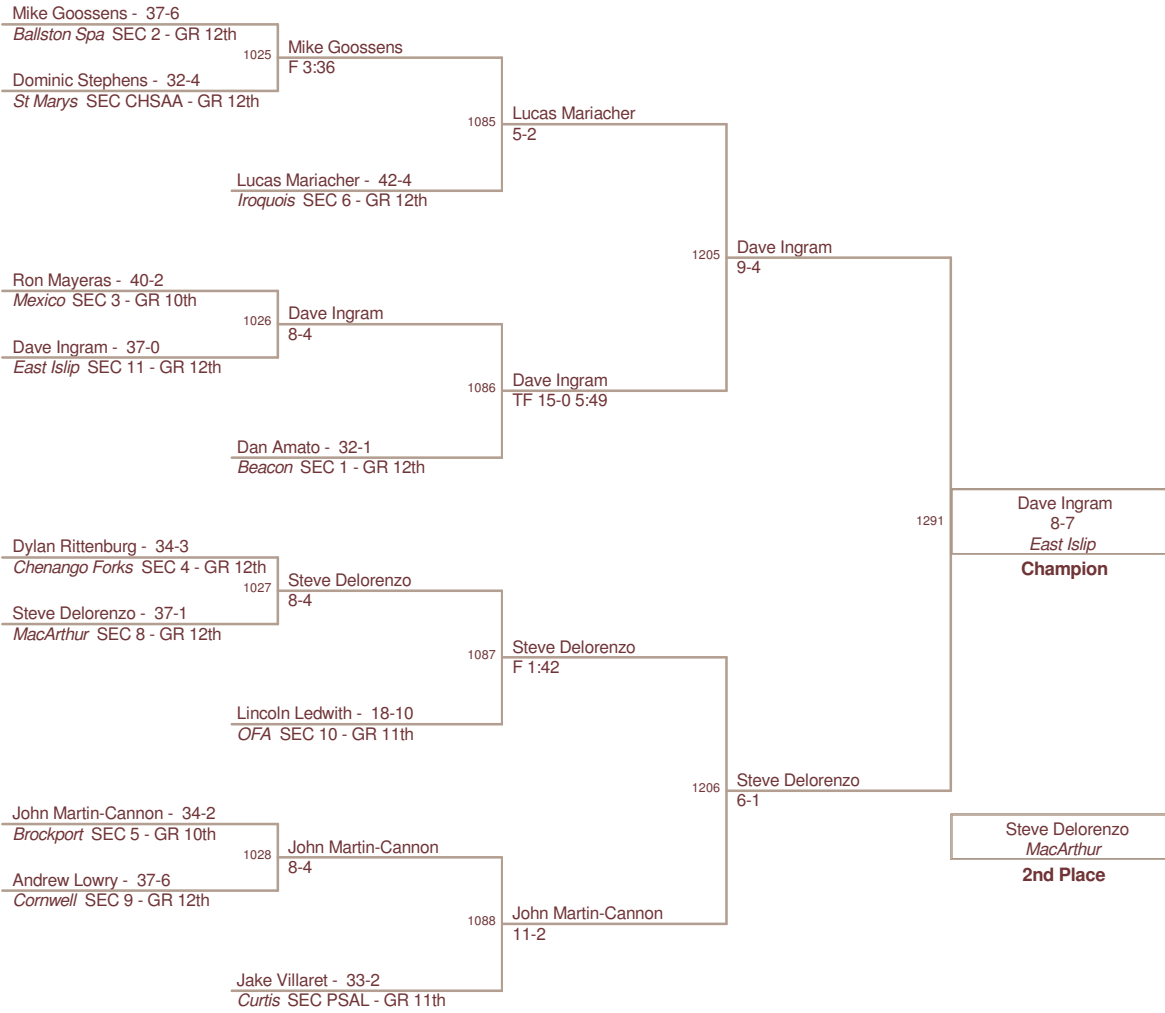 Mike Goossens - 37-6
Ballston Spa SEC 2 - GR 12th
1025
Mike Goossens
F 3:36
Dominic Stephens - 32-4
St Marys SEC CHSAA - GR 12th
1085
Lucas Mariacher
5-2
Lucas Mariacher - 42-4
Iroquois SEC 6 - GR 12th
1205
Dave Ingram
9-4
Ron Mayeras - 40-2
Mexico SEC 3 - GR 10th
1026
Dave Ingram
8-4
Dave Ingram - 37-0
East Islip SEC 11 - GR 12th
1086
Dave Ingram
TF 15-0 5:49
Dan Amato - 32-1
Beacon SEC 1 - GR 12th
1291
Dave Ingram
8-7
East Islip
Champion
Dylan Rittenburg - 34-3
Chenango Forks SEC 4 - GR 12th
1027
Steve Delorenzo
8-4
Steve Delorenzo - 37-1
MacArthur SEC 8 - GR 12th
1087
Steve Delorenzo
F 1:42
Lincoln Ledwith - 18-10
OFA SEC 10 - GR 11th
1206
Steve Delorenzo
6-1
John Martin-Cannon - 34-2
Brockport SEC 5 - GR 10th
1028
John Martin-Cannon
8-4
Andrew Lowry - 37-6
Cornwell SEC 9 - GR 12th
1088
John Martin-Cannon
11-2
Jake Villaret - 33-2
Curtis SEC PSAL - GR 11th
Steve Delorenzo
MacArthur
2nd Place